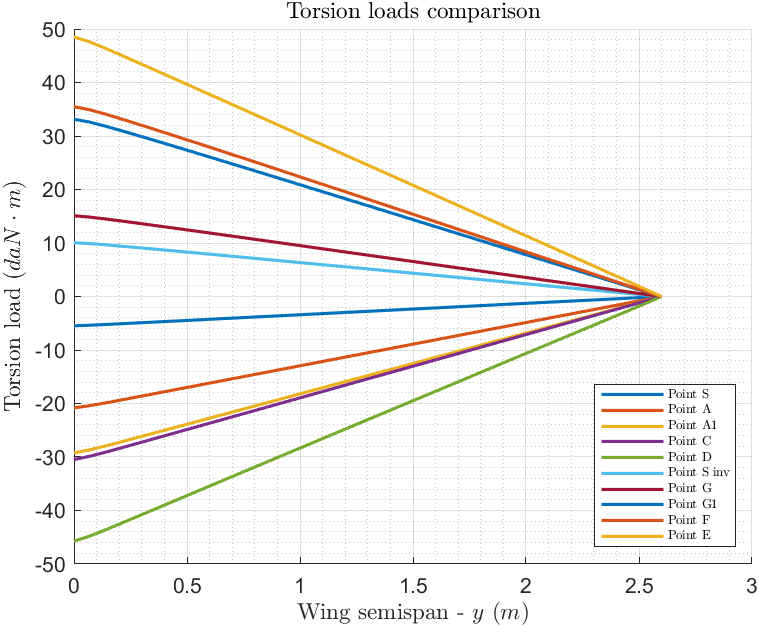 Torsion loads comparison
Torsion load (daN · m)
50
40
30
20
10
0
-10
-20
-30
-40
-50
Point S
Point A
Point A1
Point C
Point D
Point S inv
Point G
Point G1
Point F
Point E
0 0.5 1 1.5 2 2.5 3
Wing semispan - y (m)